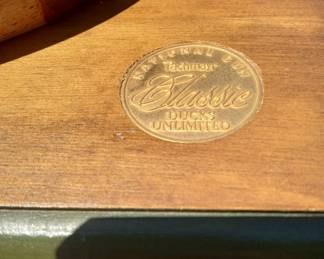 NATIONAL GUN
Classic
DUCKS
UNLIMITED